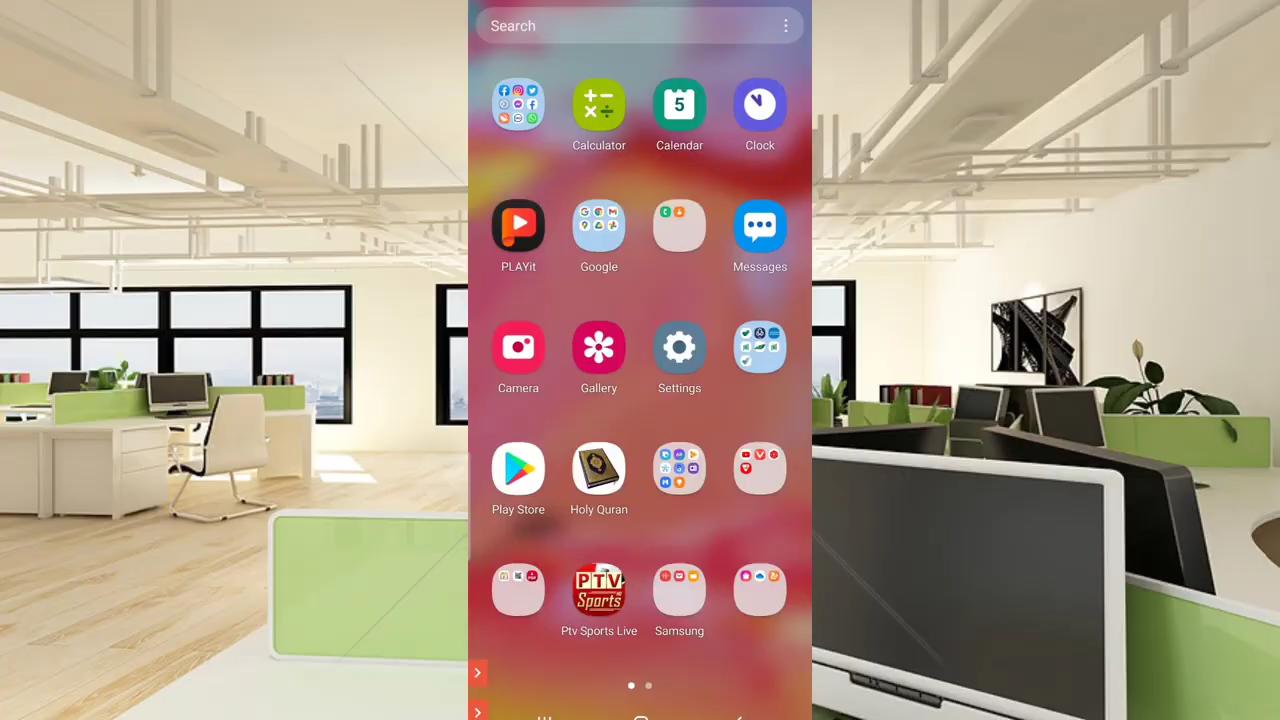 Search
Calculator
5
Calendar
Clock
PLAYit
Google
Messages
Camera
Gallery
Settings
Play Store
Holy Quran
PTV
Sports
Ptv Sports Live
Samsung